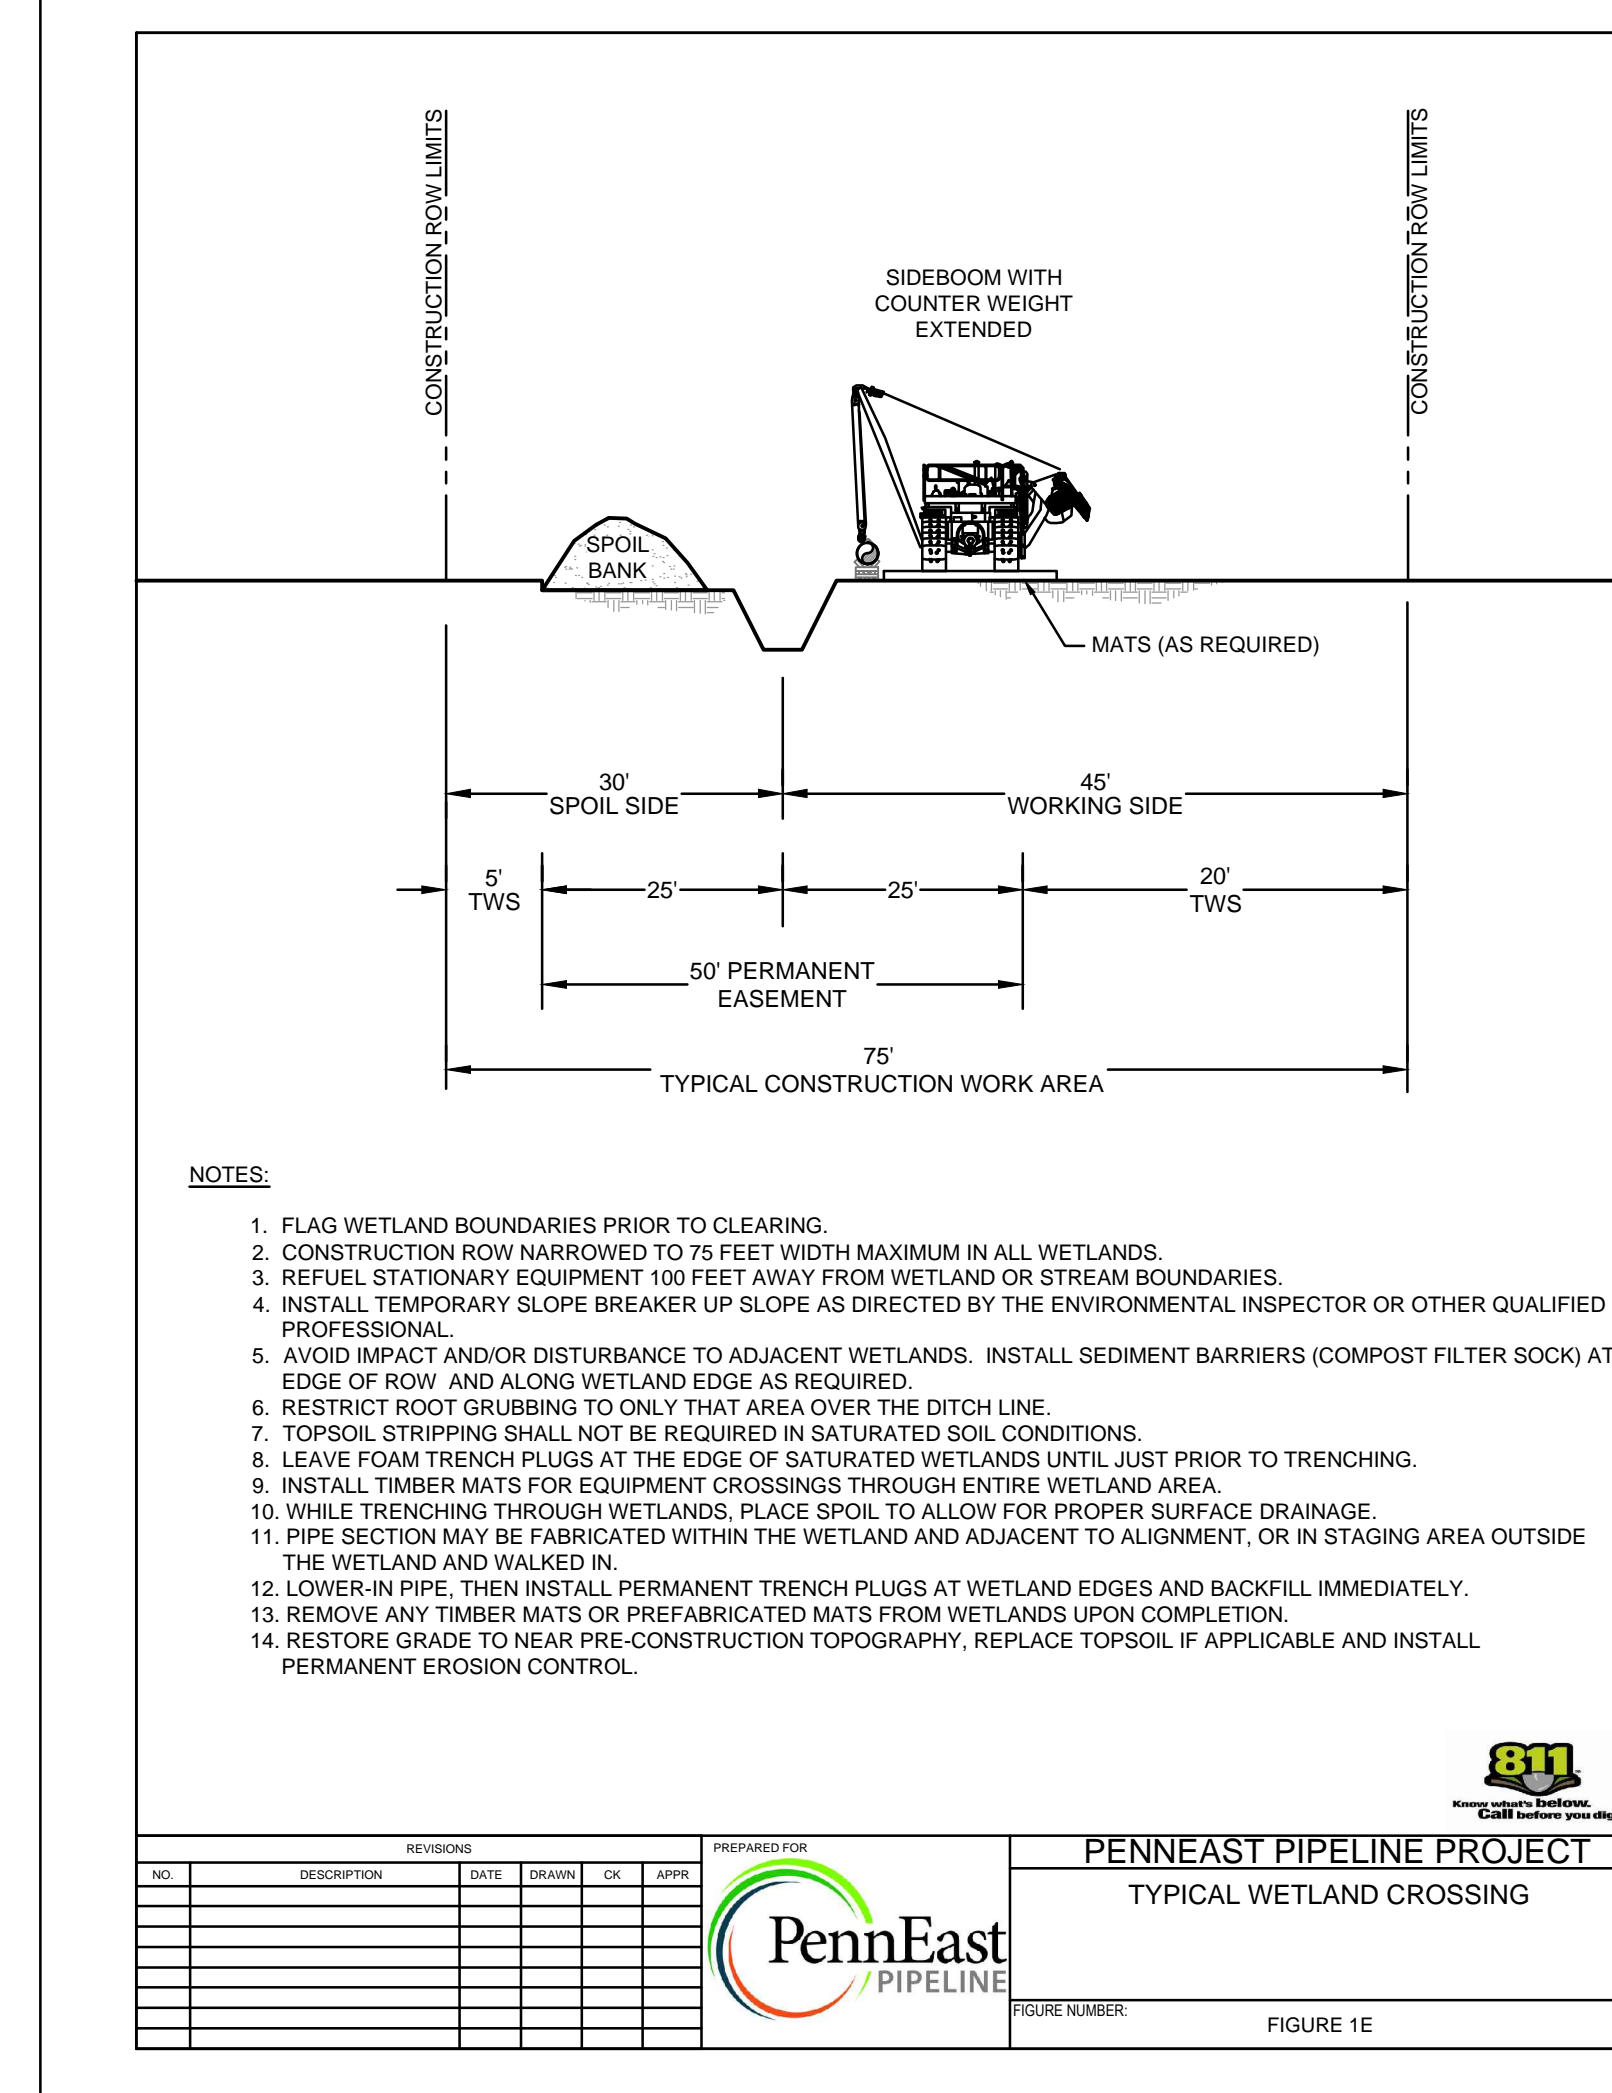 CONSTRUCTION ROW LIMITS
CONSTRUCTION ROW LIMITS
SIDEBOOM WITH
COUNTER WEIGHT
EXTENDED
SPOIL
BANK
MATS (AS REQUIRED)
30'
SPOIL SIDE
45'
WORKING SIDE
5'
TWS
25'
25'
20'
TWS
50' PERMANENT
EASEMENT
75'
TYPICAL CONSTRUCTION WORK AREA
NOTES:
1. FLAG WETLAND BOUNDARIES PRIOR TO CLEARING.
2. CONSTRUCTION ROW NARROWED TO 75 FEET WIDTH MAXIMUM IN ALL WETLANDS.
3. REFUEL STATIONARY EQUIPMENT 100 FEET AWAY FROM WETLAND OR STREAM BOUNDARIES.
4. INSTALL TEMPORARY SLOPE BREAKER UP SLOPE AS DIRECTED BY THE ENVIRONMENTAL INSPECTOR OR OTHER QUALIFIED
PROFESSIONAL.
5. AVOID IMPACT AND/OR DISTURBANCE TO ADJACENT WETLANDS. INSTALL SEDIMENT BARRIERS (COMPOST FILTER SOCK) AT
EDGE OF ROW AND ALONG WETLAND EDGE AS REQUIRED.
6. RESTRICT ROOT GRUBBING TO ONLY THAT AREA OVER THE DITCH LINE.
7. TOPSOIL STRIPPING SHALL NOT BE REQUIRED IN SATURATED SOIL CONDITIONS.
8. LEAVE FOAM TRENCH PLUGS AT THE EDGE OF SATURATED WETLANDS UNTIL JUST PRIOR TO TRENCHING.
9. INSTALL TIMBER MATS FOR EQUIPMENT CROSSINGS THROUGH ENTIRE WETLAND AREA.
10. WHILE TRENCHING THROUGH WETLANDS, PLACE SPOIL TO ALLOW FOR PROPER SURFACE DRAINAGE.
11. PIPE SECTION MAY BE FABRICATED WITHIN THE WETLAND AND ADJACENT TO ALIGNMENT, OR IN STAGING AREA OUTSIDE
THE WETLAND AND WALKED IN.
12. LOWER-IN PIPE, THEN INSTALL PERMANENT TRENCH PLUGS AT WETLAND EDGES AND BACKFILL IMMEDIATELY.
13. REMOVE ANY TIMBER MATS OR PREFABRICATED MATS FROM WETLANDS UPON COMPLETION.
14. RESTORE GRADE TO NEAR PRE-CONSTRUCTION TOPOGRAPHY, REPLACE TOPSOIL IF APPLICABLE AND INSTALL
PERMANENT EROSION CONTROL.
811
Know what's below.
Call before you dig
REVISIONS
NO. DESCRIPTION DATE DRAWN CK APPR
PREPARED FOR
PennEast
PIPELINE
PENNEAST PIPELINE PROJECT
TYPICAL WETLAND CROSSING
FIGURE NUMBER:
FIGURE 1E